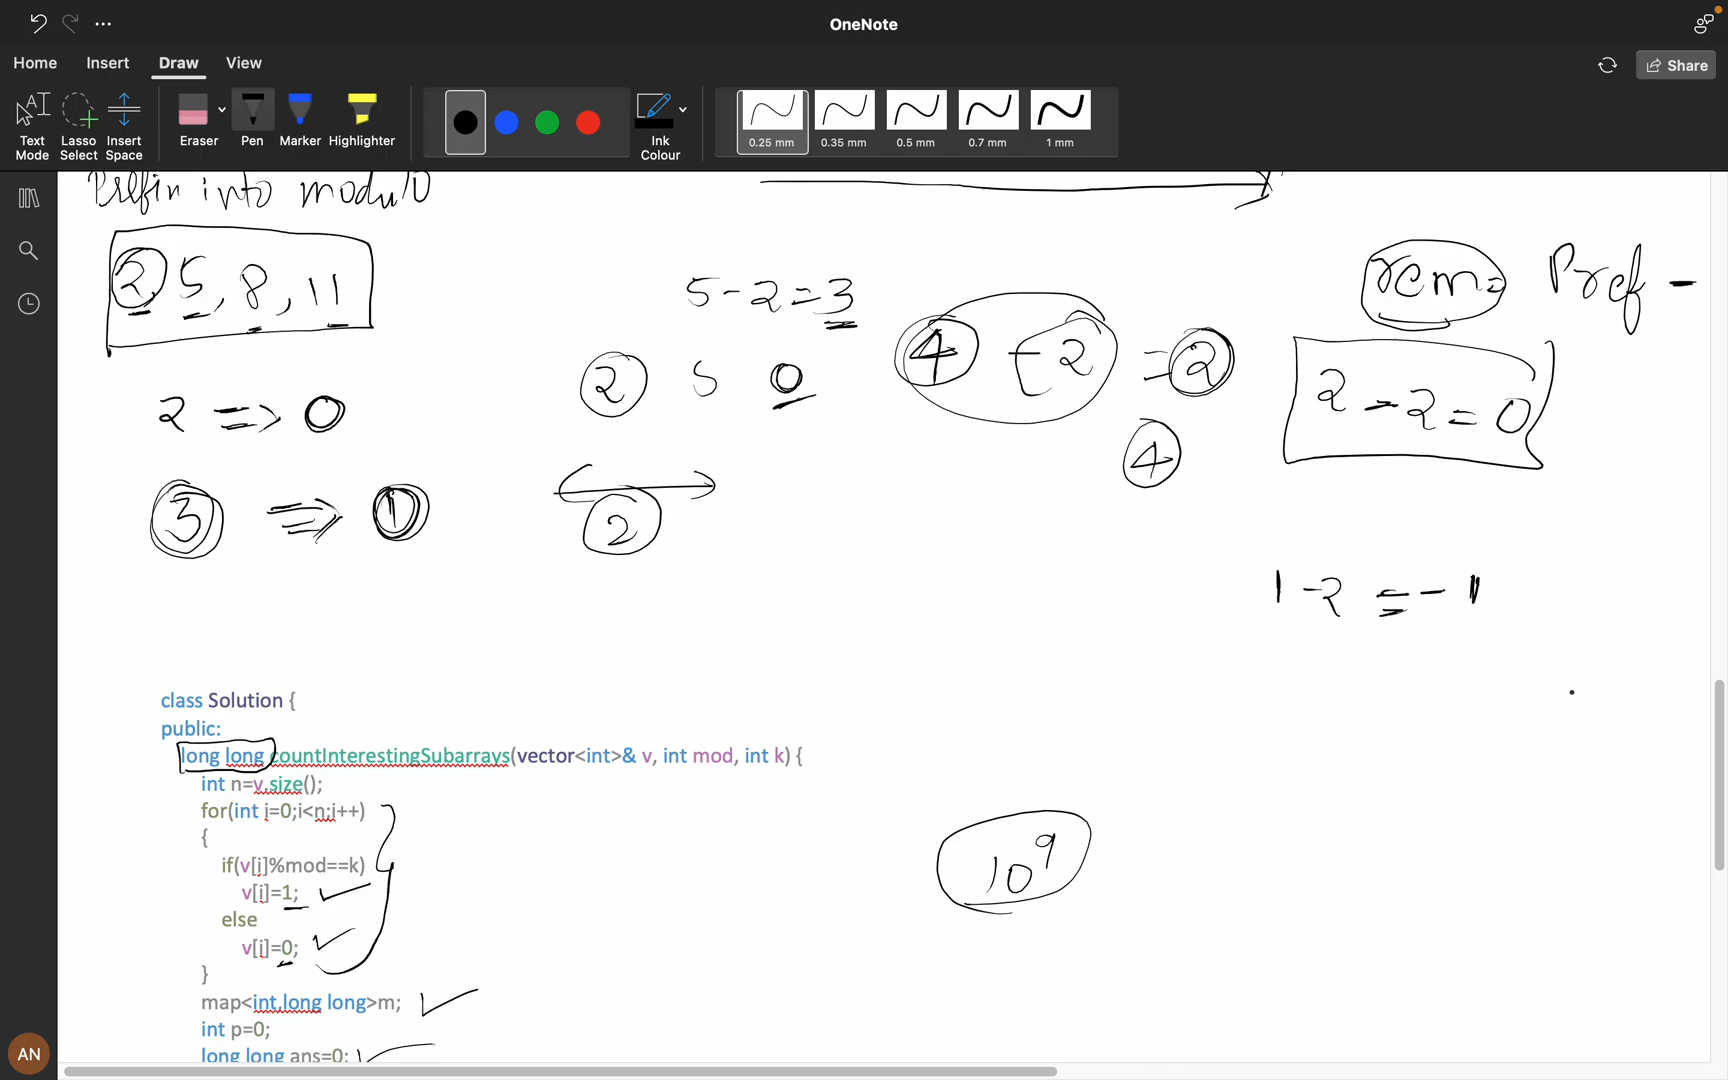 OneNote
Home Insert Draw View
Share
Text Mode
Lasso Select
Insert Space
Eraser
Pen
Marker
Highlighter
Ink Colour
0.25 mm
0.35 mm
0.5 mm
0.7 mm
1 mm
Prefix into modulo
2, 5, 8, 11
5-2=3
4 - 2 = 2
rem= Pref -
2 5 0
2-2=0
2 => 0
4
3 => 1
2
1-2 = -1
class Solution {
public:
long long countInterestingSubarrays(vector<int>& v, int mod, int k) {
int n=v.size();
for(int i=0;i<n;i++)
{
if(v[i]%mod==k)
v[i]=1;
else
v[i]=0;
}
10^9
map<int,long long>m;
int p=0;
long long ans=0;
AN